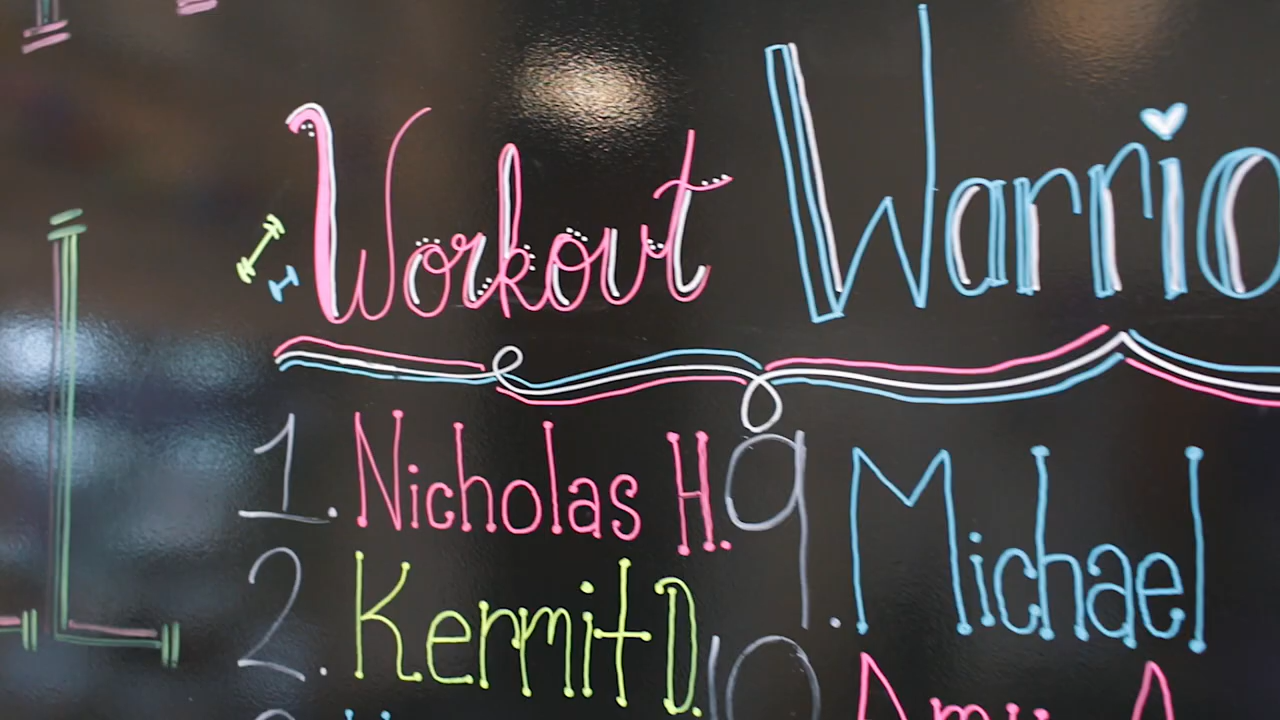 Workout Warrio
1. Nicholas H.
2. Kermit D.
9. Michael
10.